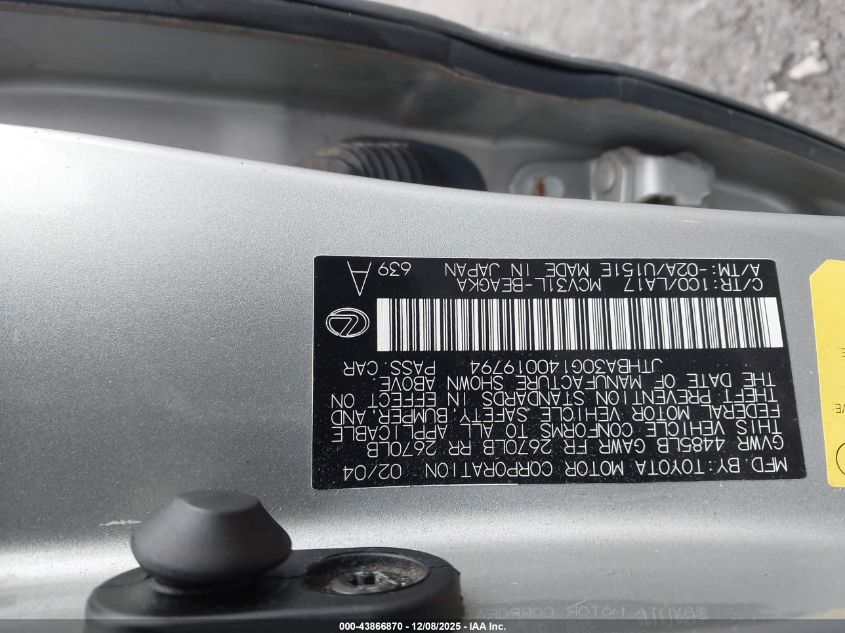 MFD. BY: TOYOTA MOTOR CORPORATION 02/04
GVWR 4485LB GAWR FR 2670LB RR 2670LB
THIS VEHICLE CONFORMS TO ALL APPLICABLE
FEDERAL MOTOR VEHICLE SAFETY, BUMPER, AND
THEFT PREVENTION STANDARDS IN EFFECT ON
THE DATE OF MANUFACTURE SHOWN ABOVE.
JTHBA30G140019794 PASS. CAR
C/TR: 1C0/LA17 MCV31L-BEAGKA
A/TM: -02A/U151E MADE IN JAPAN
A 639
TOYOTA MOTOR CORPORA
000-43866870 - 12/08/2025 - IAA Inc.